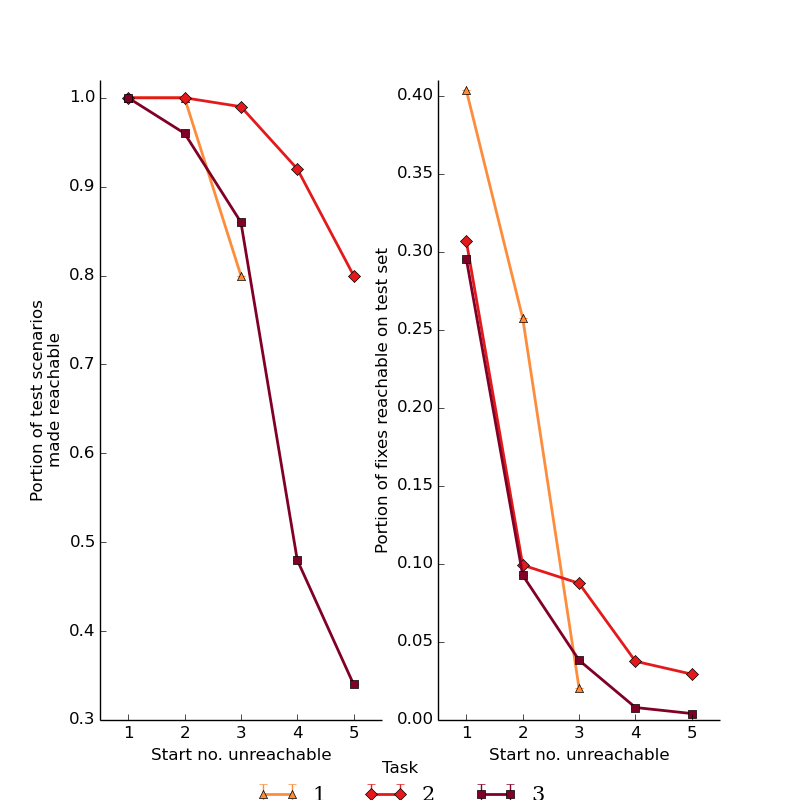 1.0
0.9
0.8
0.7
0.6
0.5
0.4
0.3
Portion of test scenarios
made reachable
1 2 3 4 5
Start no. unreachable
0.40
0.35
0.30
0.25
0.20
0.15
0.10
0.05
0.00
Portion of fixes reachable on test set
1 2 3 4 5
Start no. unreachable
Task
1 2 3